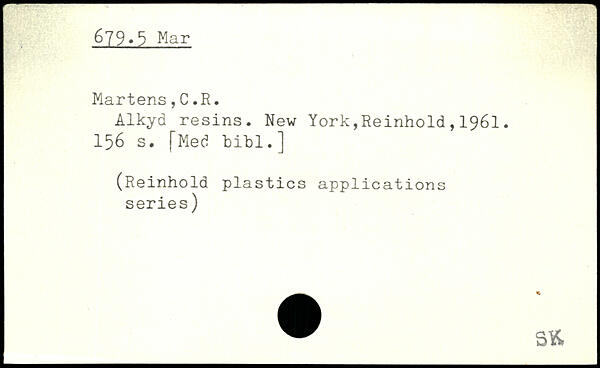 679.5 Mar
Martens,C.R.
Alkyd resins. New York,Reinhold,1961.
156 s. [Med bibl.]
(Reinhold plastics applications
series)
SK